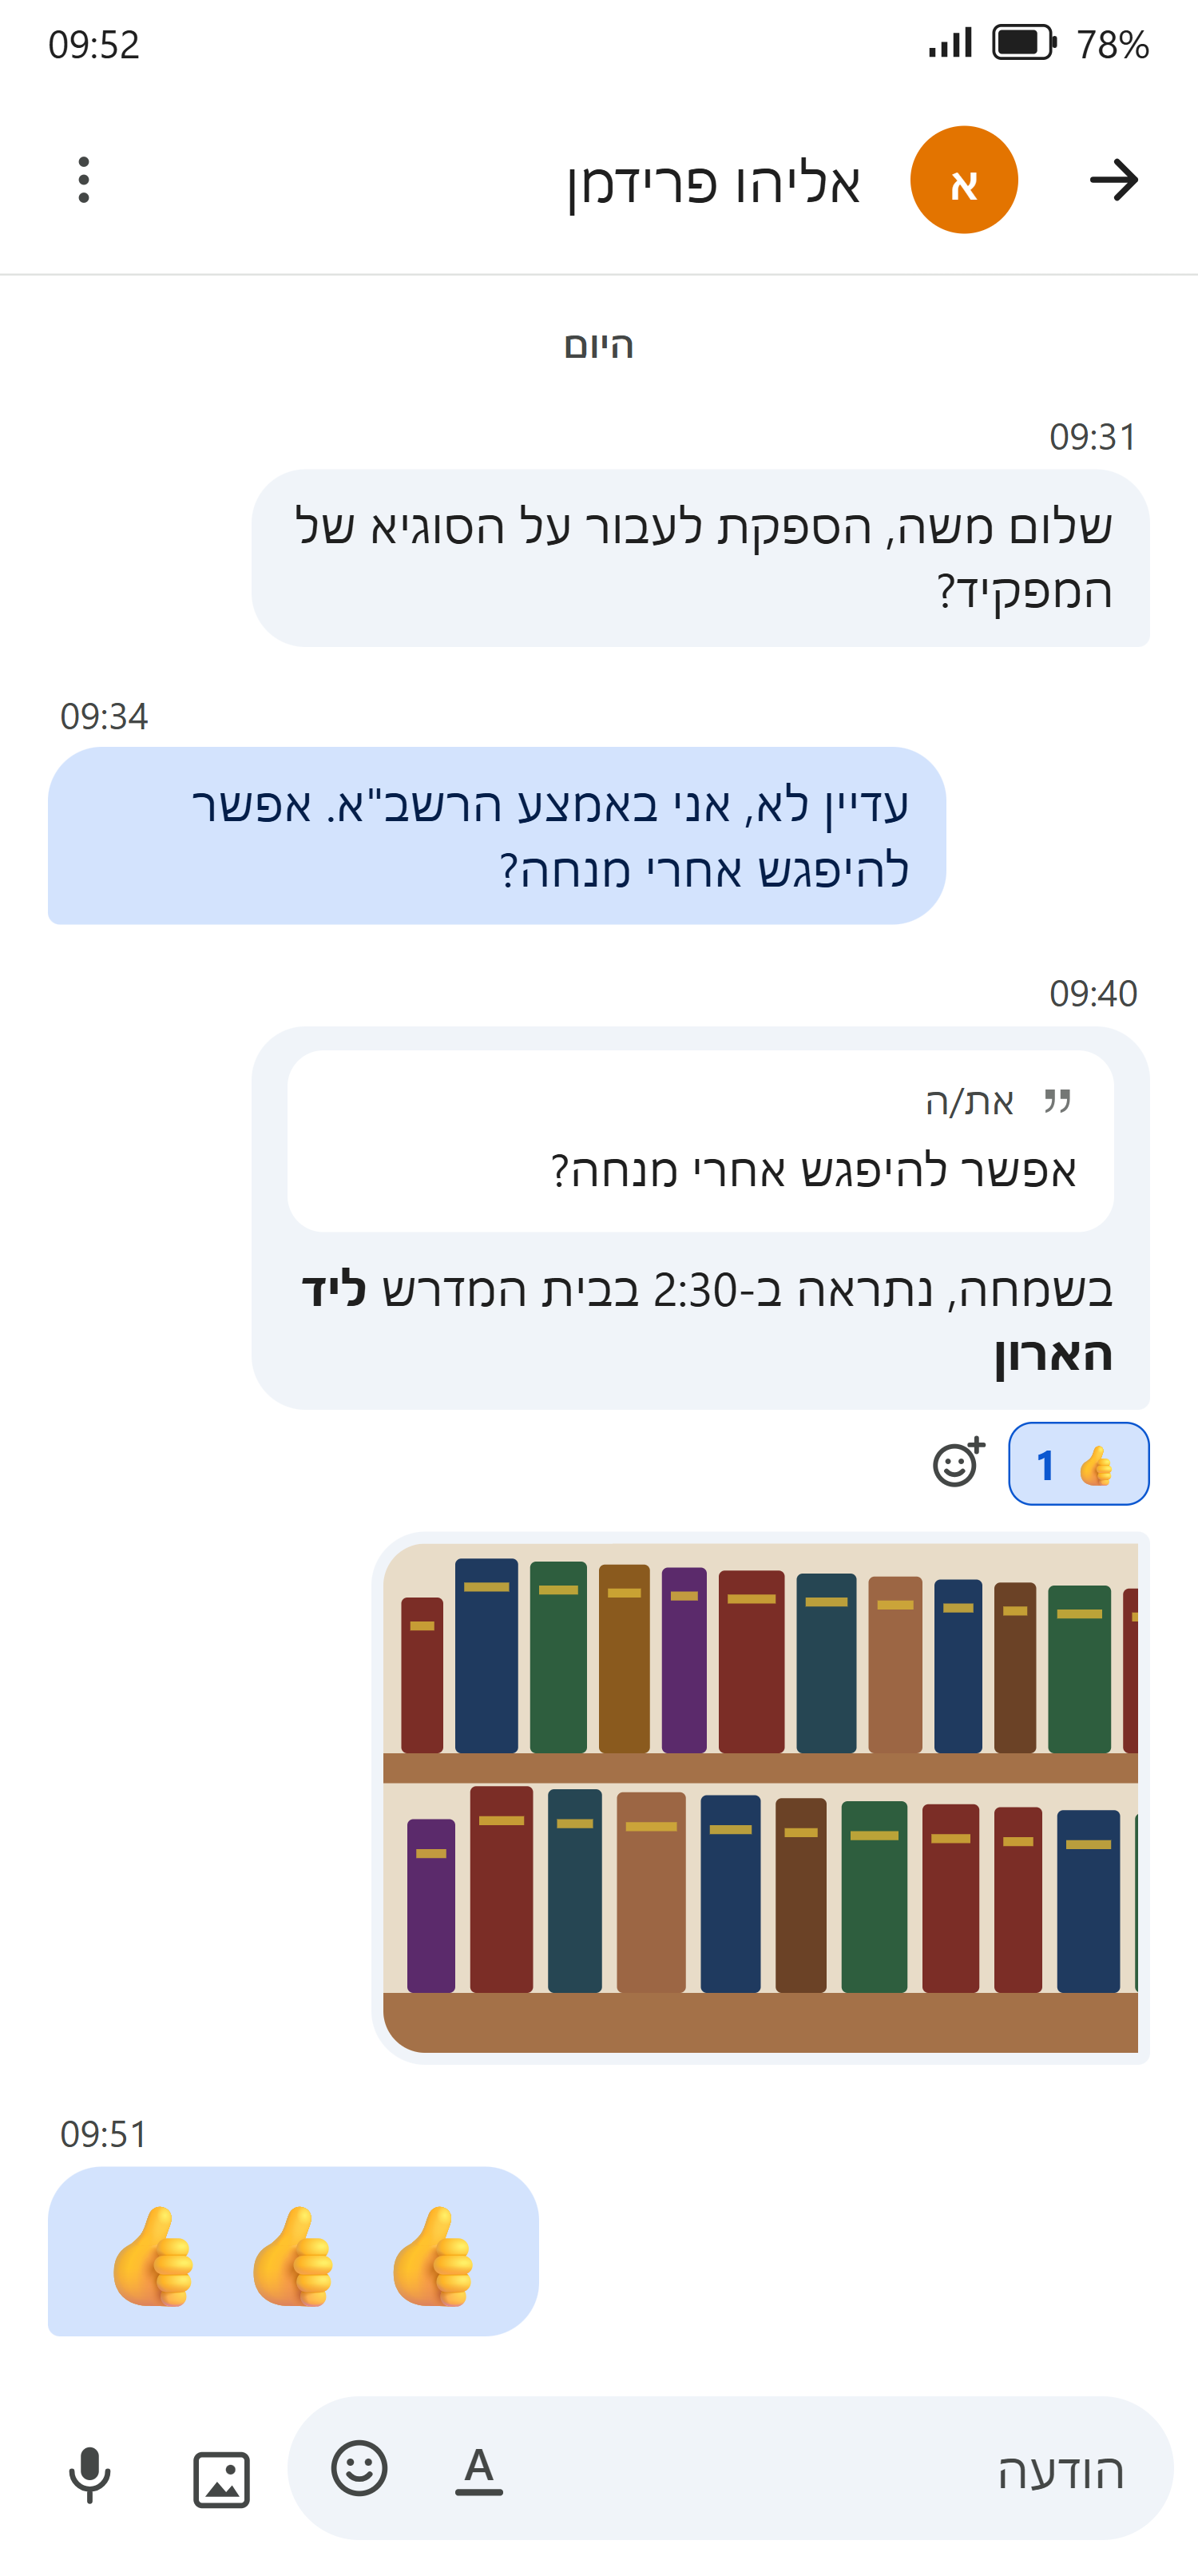 09:52
78%
א
אליהו פרידמן
היום
09:31
שלום משה, הספקת לעבור על הסוגיא של
המפקיד?
09:34
עדיין לא, אני באמצע הרשב"א. אפשר
להיפגש אחרי מנחה?
09:40
את/ה
אפשר להיפגש אחרי מנחה?
בשמחה, נתראה ב-2:30 בבית המדרש ליד
הארון
👍 1
09:51
👍 👍 👍
הודעה
A